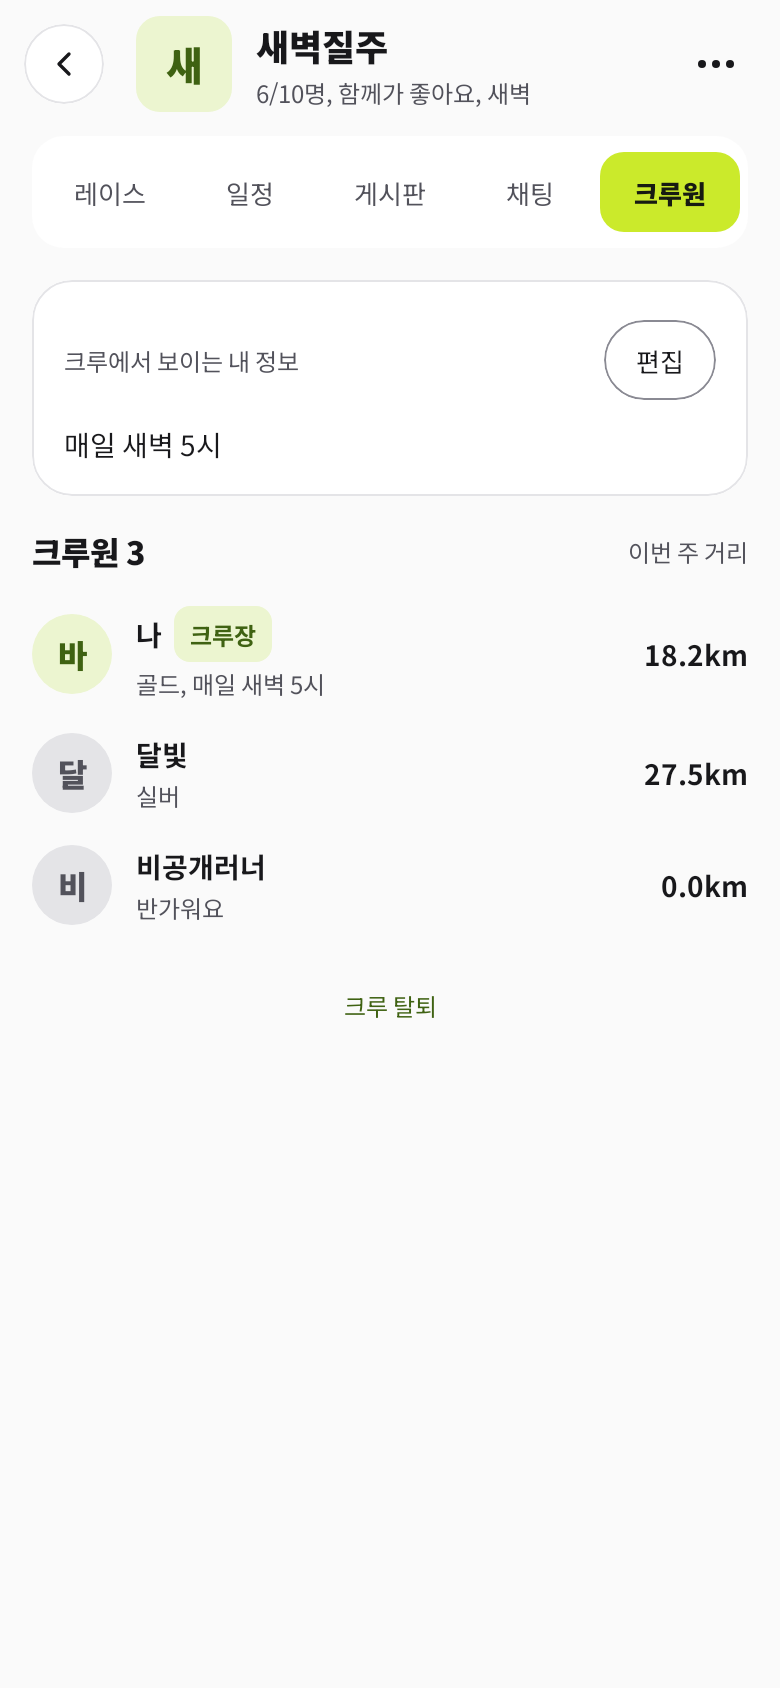 새
새벽질주
6/10명, 함께가 좋아요, 새벽
레이스 일정 게시판 채팅 크루원
크루에서 보이는 내 정보
편집
매일 새벽 5시
크루원 3
이번 주 거리
바
나 크루장
골드, 매일 새벽 5시
18.2km
달
달빛
실버
27.5km
비
비공개러너
반가워요
0.0km
크루 탈퇴